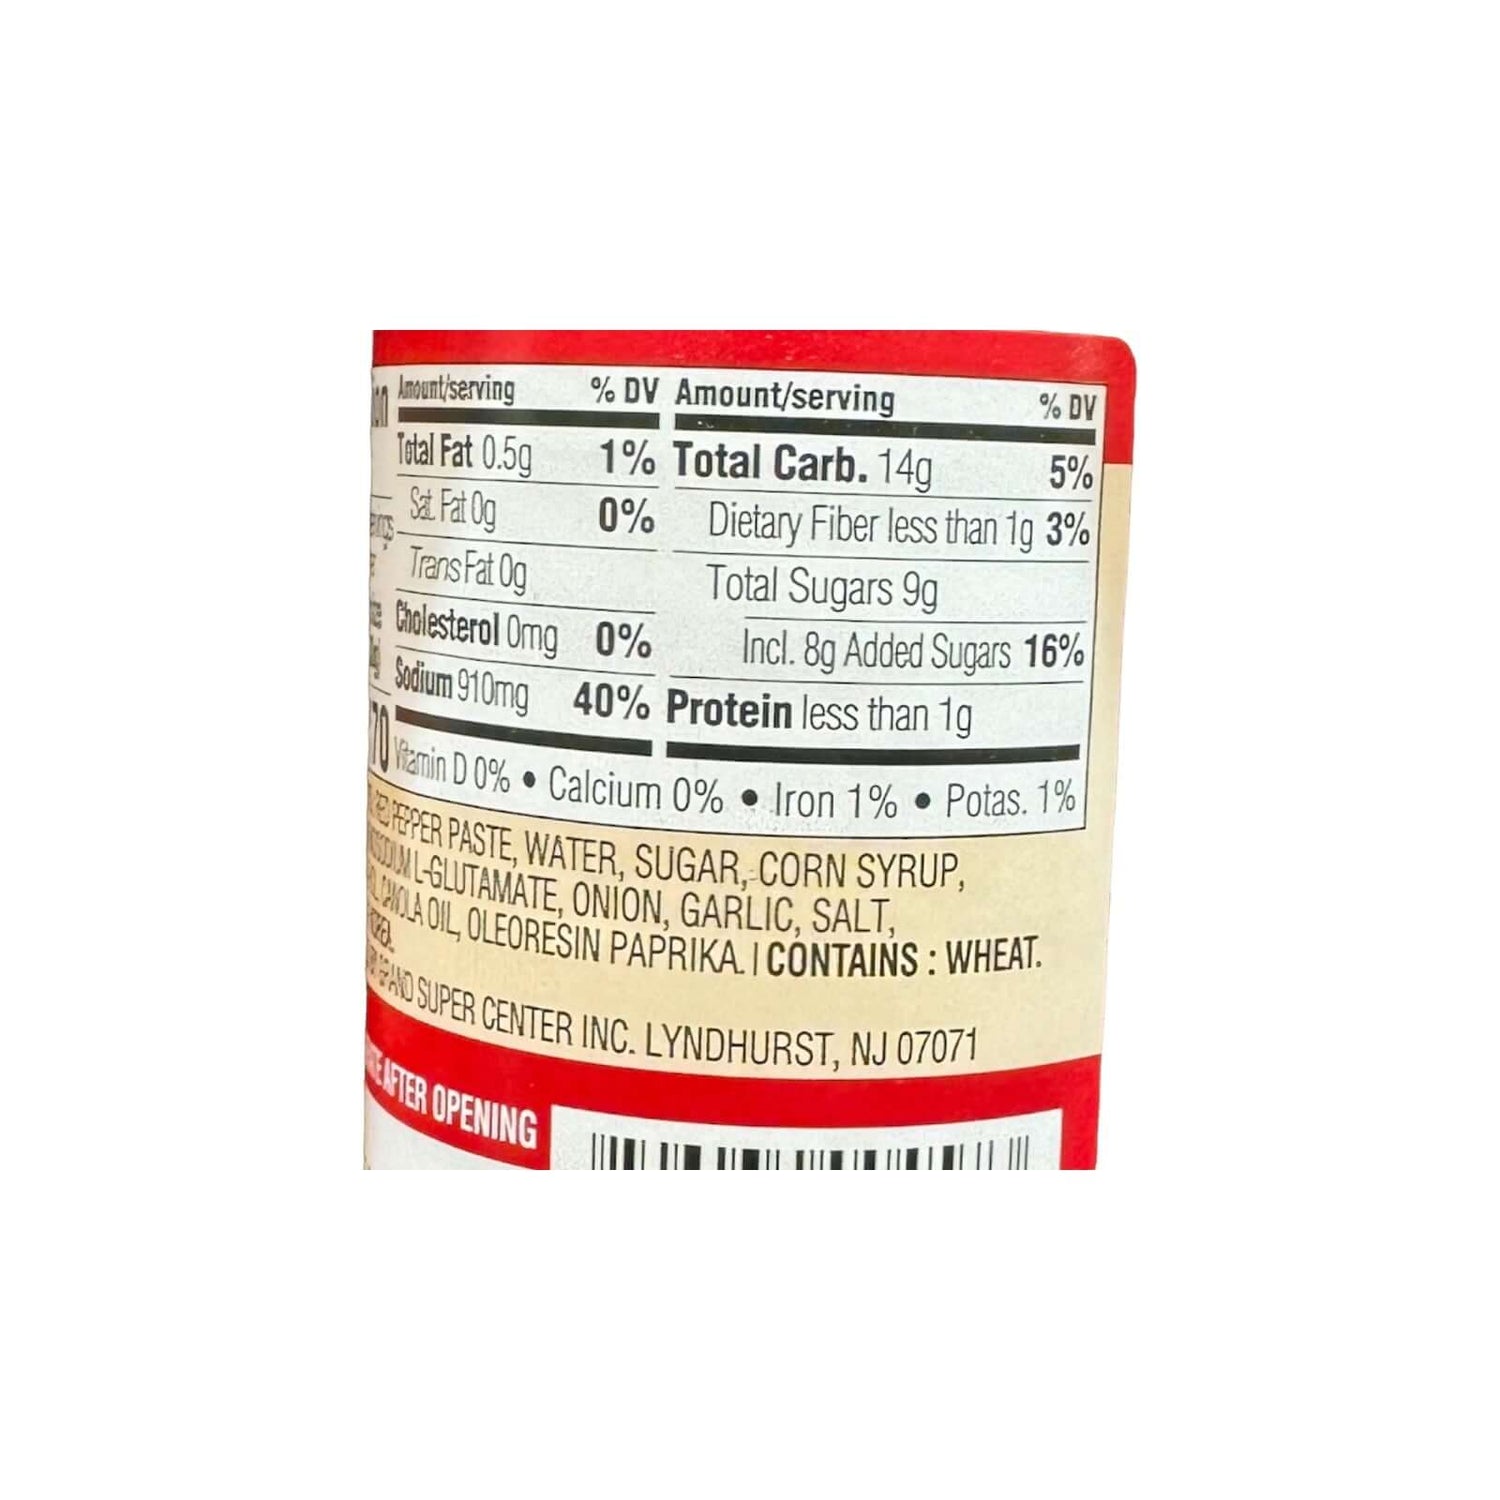 Amount/serving % DV Amount/serving % DV
Total Fat 0.5g 1% Total Carb. 14g 5%
Sat. Fat 0g 0% Dietary Fiber less than 1g 3%
Trans Fat 0g Total Sugars 9g
Cholesterol 0mg 0% Incl. 8g Added Sugars 16%
Sodium 910mg 40% Protein less than 1g
70 Vitamin D 0% • Calcium 0% • Iron 1% • Potas. 1%
RED PEPPER PASTE, WATER, SUGAR, CORN SYRUP,
L-GLUTAMATE, ONION, GARLIC, SALT,
CANOLA OIL, OLEORESIN PAPRIKA. | CONTAINS : WHEAT.
SUPER CENTER INC. LYNDHURST, NJ 07071
AFTER OPENING